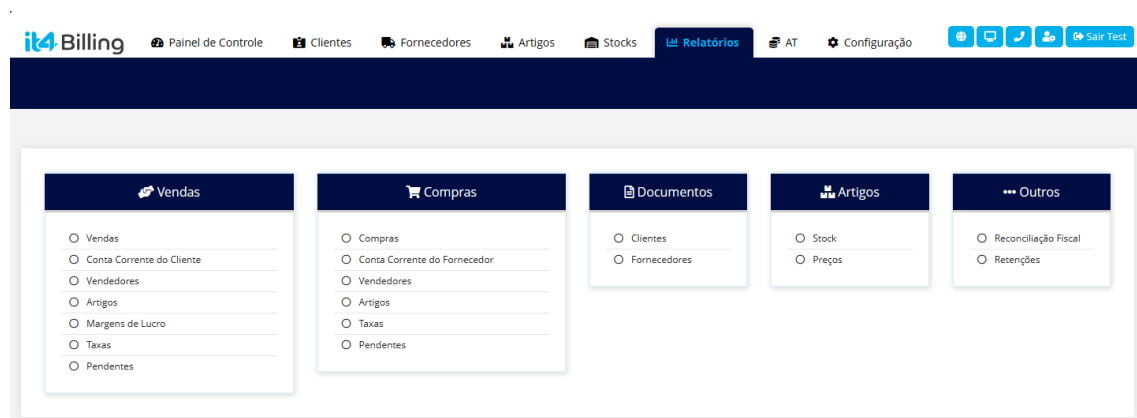 it4 Billing Painel de Controle Clientes Fornecedores Artigos Stocks Relatórios AT Configuração Sair Test
Vendas
Vendas
Conta Corrente do Cliente
Vendedores
Artigos
Margens de Lucro
Taxas
Pendentes
Compras
Compras
Conta Corrente do Fornecedor
Vendedores
Artigos
Taxas
Pendentes
Documentos
Clientes
Fornecedores
Artigos
Stock
Preços
Outros
Reconciliação Fiscal
Retenções